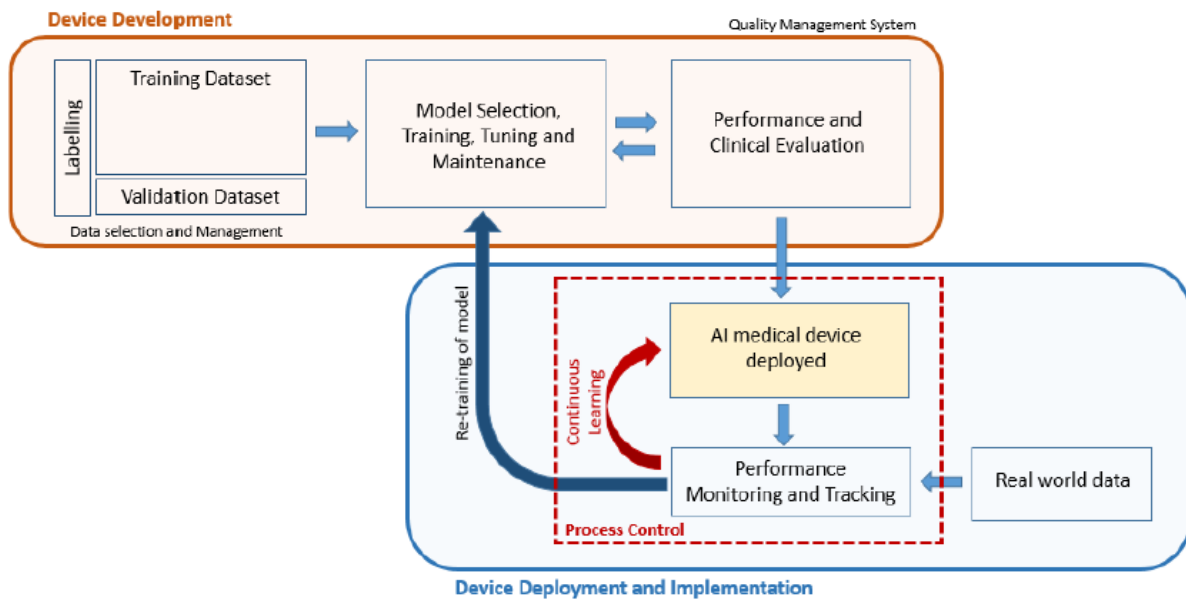 Device Development
Quality Management System
Labelling
Training Dataset
Validation Dataset
Data selection and Management
Model Selection,
Training, Tuning and
Maintenance
Performance and
Clinical Evaluation
Re-training of model
Continuous
Learning
AI medical device
deployed
Performance
Monitoring and Tracking
Real world data
Process Control
Device Deployment and Implementation